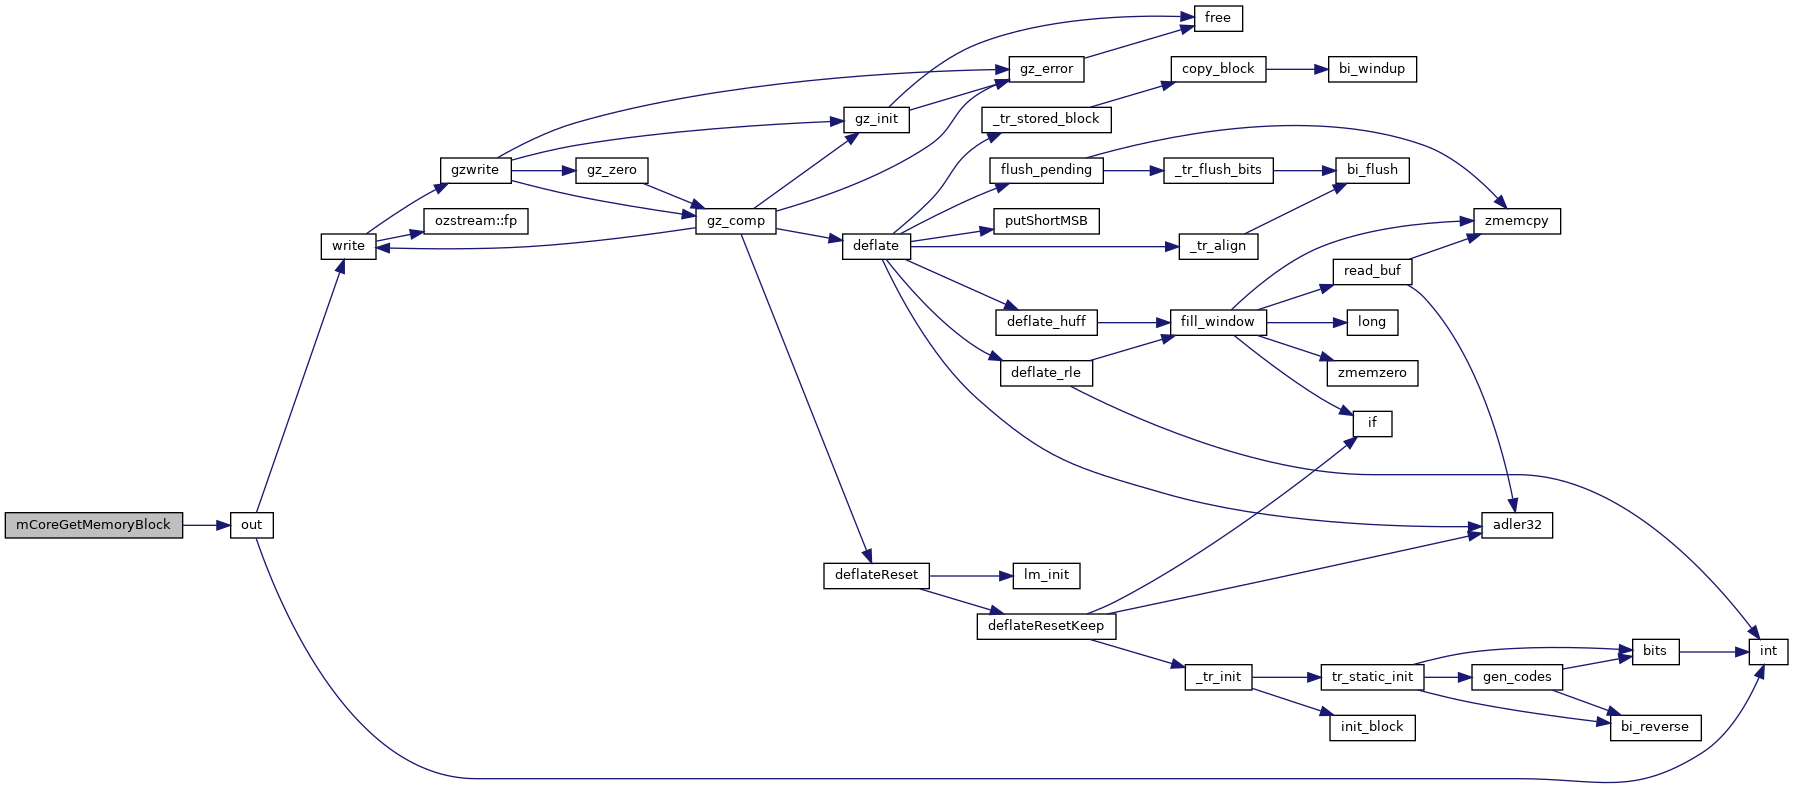 mCoreGetMemoryBlock
out
write
gzwrite
ozstream::fp
gz_zero
gz_comp
gz_init
deflate
deflateReset
free
gz_error
_tr_stored_block
flush_pending
putShortMSB
deflate_huff
deflate_rle
lm_init
deflateResetKeep
copy_block
_tr_flush_bits
_tr_align
fill_window
_tr_init
bi_windup
bi_flush
read_buf
long
zmemzero
if
tr_static_init
init_block
zmemcpy
adler32
gen_codes
bits
bi_reverse
int